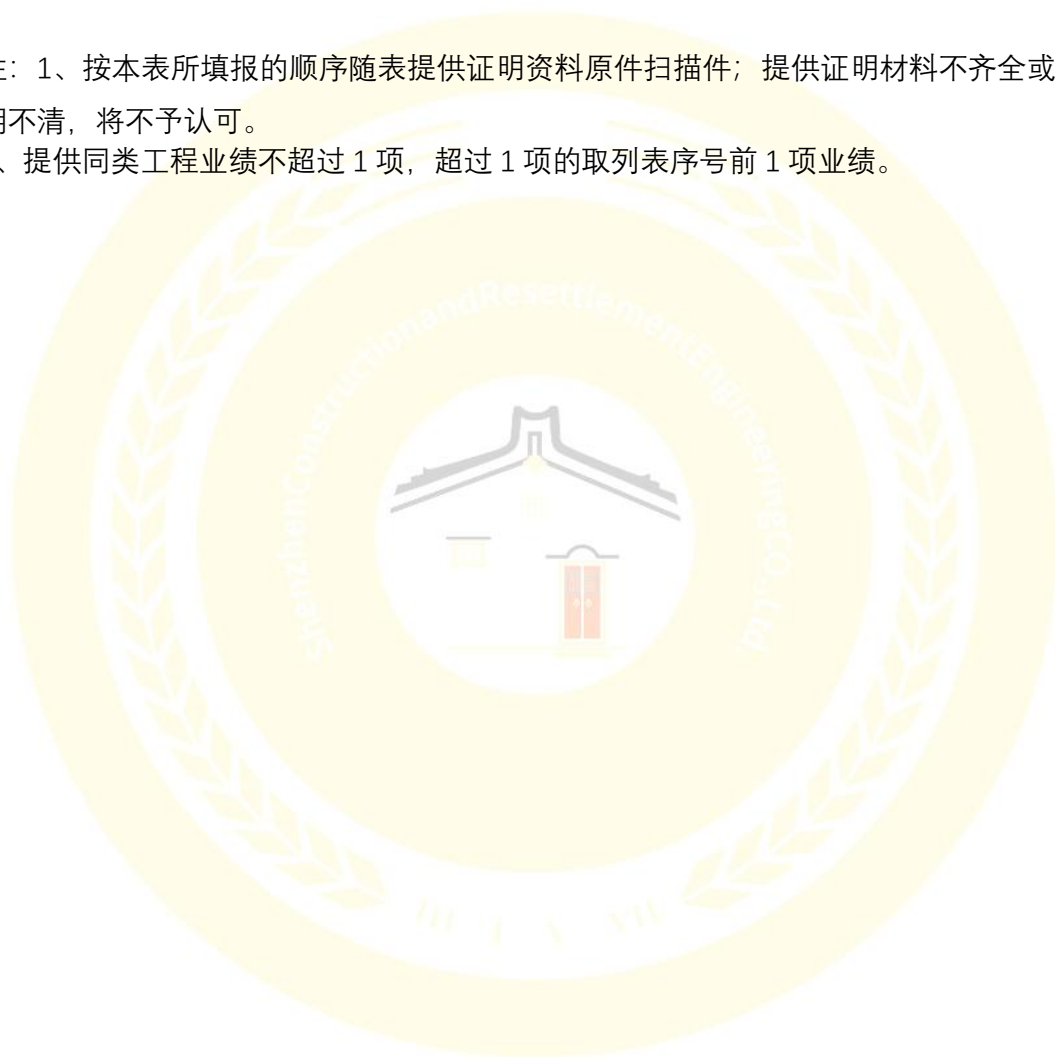 ：1、按本表所填报的顺序随表提供证明资料原件扫描件；提供证明材料不齐全或
不清，将不予认可。
、提供同类工程业绩不超过 1 项，超过 1 项的取列表序号前 1 项业绩。
ShenzhenConstructionandResettlementEngineeringCO.,Ltd